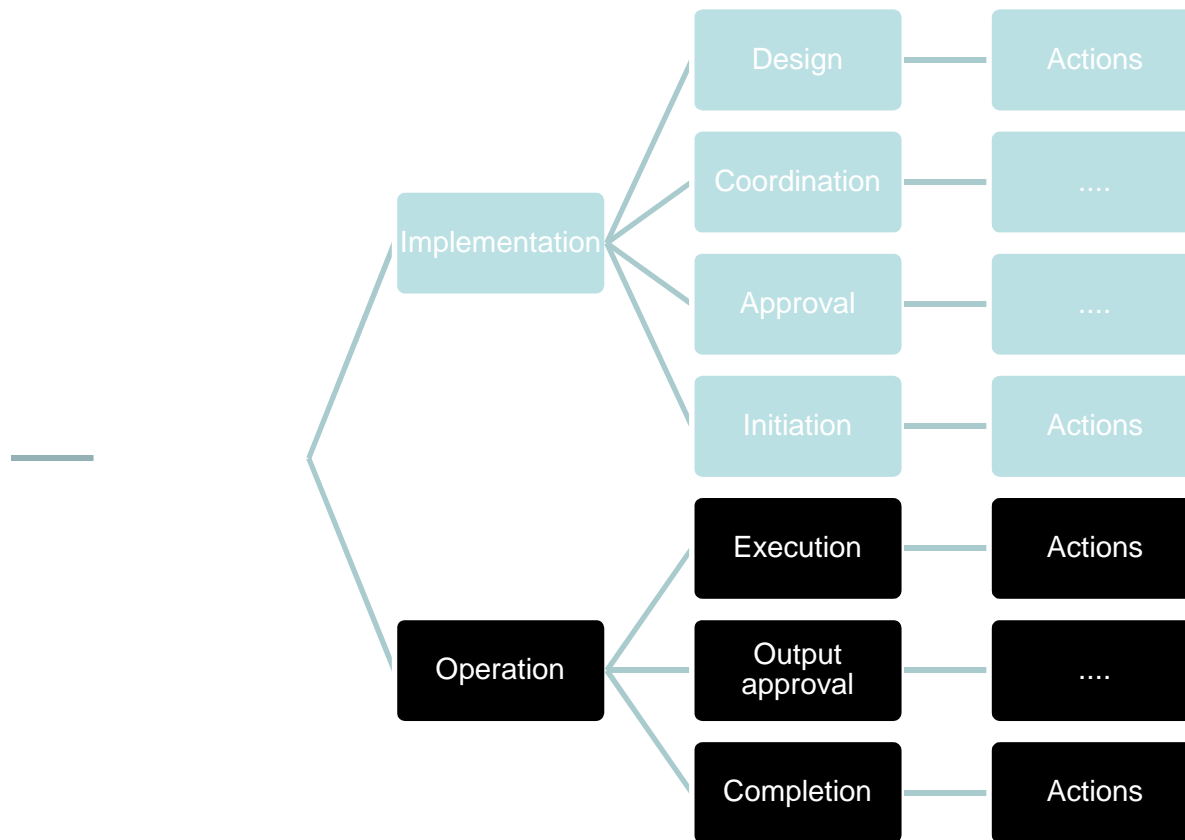 Design
Actions
Coordination
....
Implementation
Approval
....
Initiation
Actions
Execution
Actions
Operation
Output
approval
....
Completion
Actions